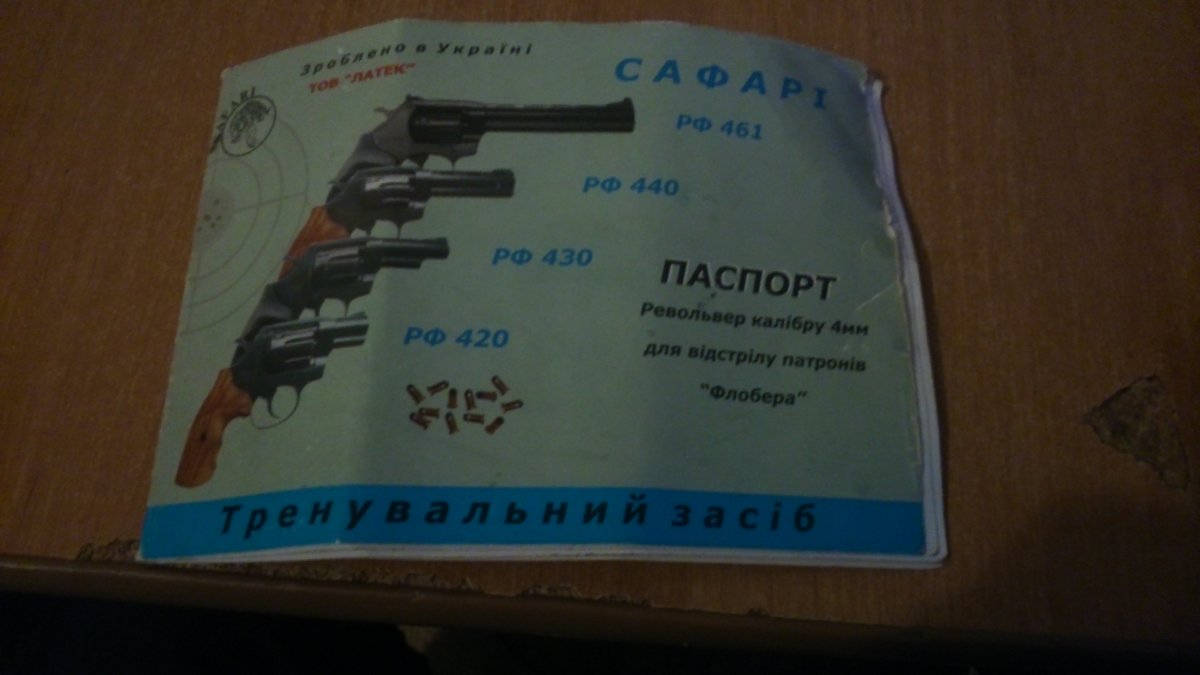 Зроблено в Україні
ТОВ "ЛАТЕК"
SAFARI
САФАРІ
РФ 461
РФ 440
РФ 430
РФ 420
ПАСПОРТ
Револьвер калібру 4мм
для відстрілу патронів
"Флобера"
Тренувальний засіб